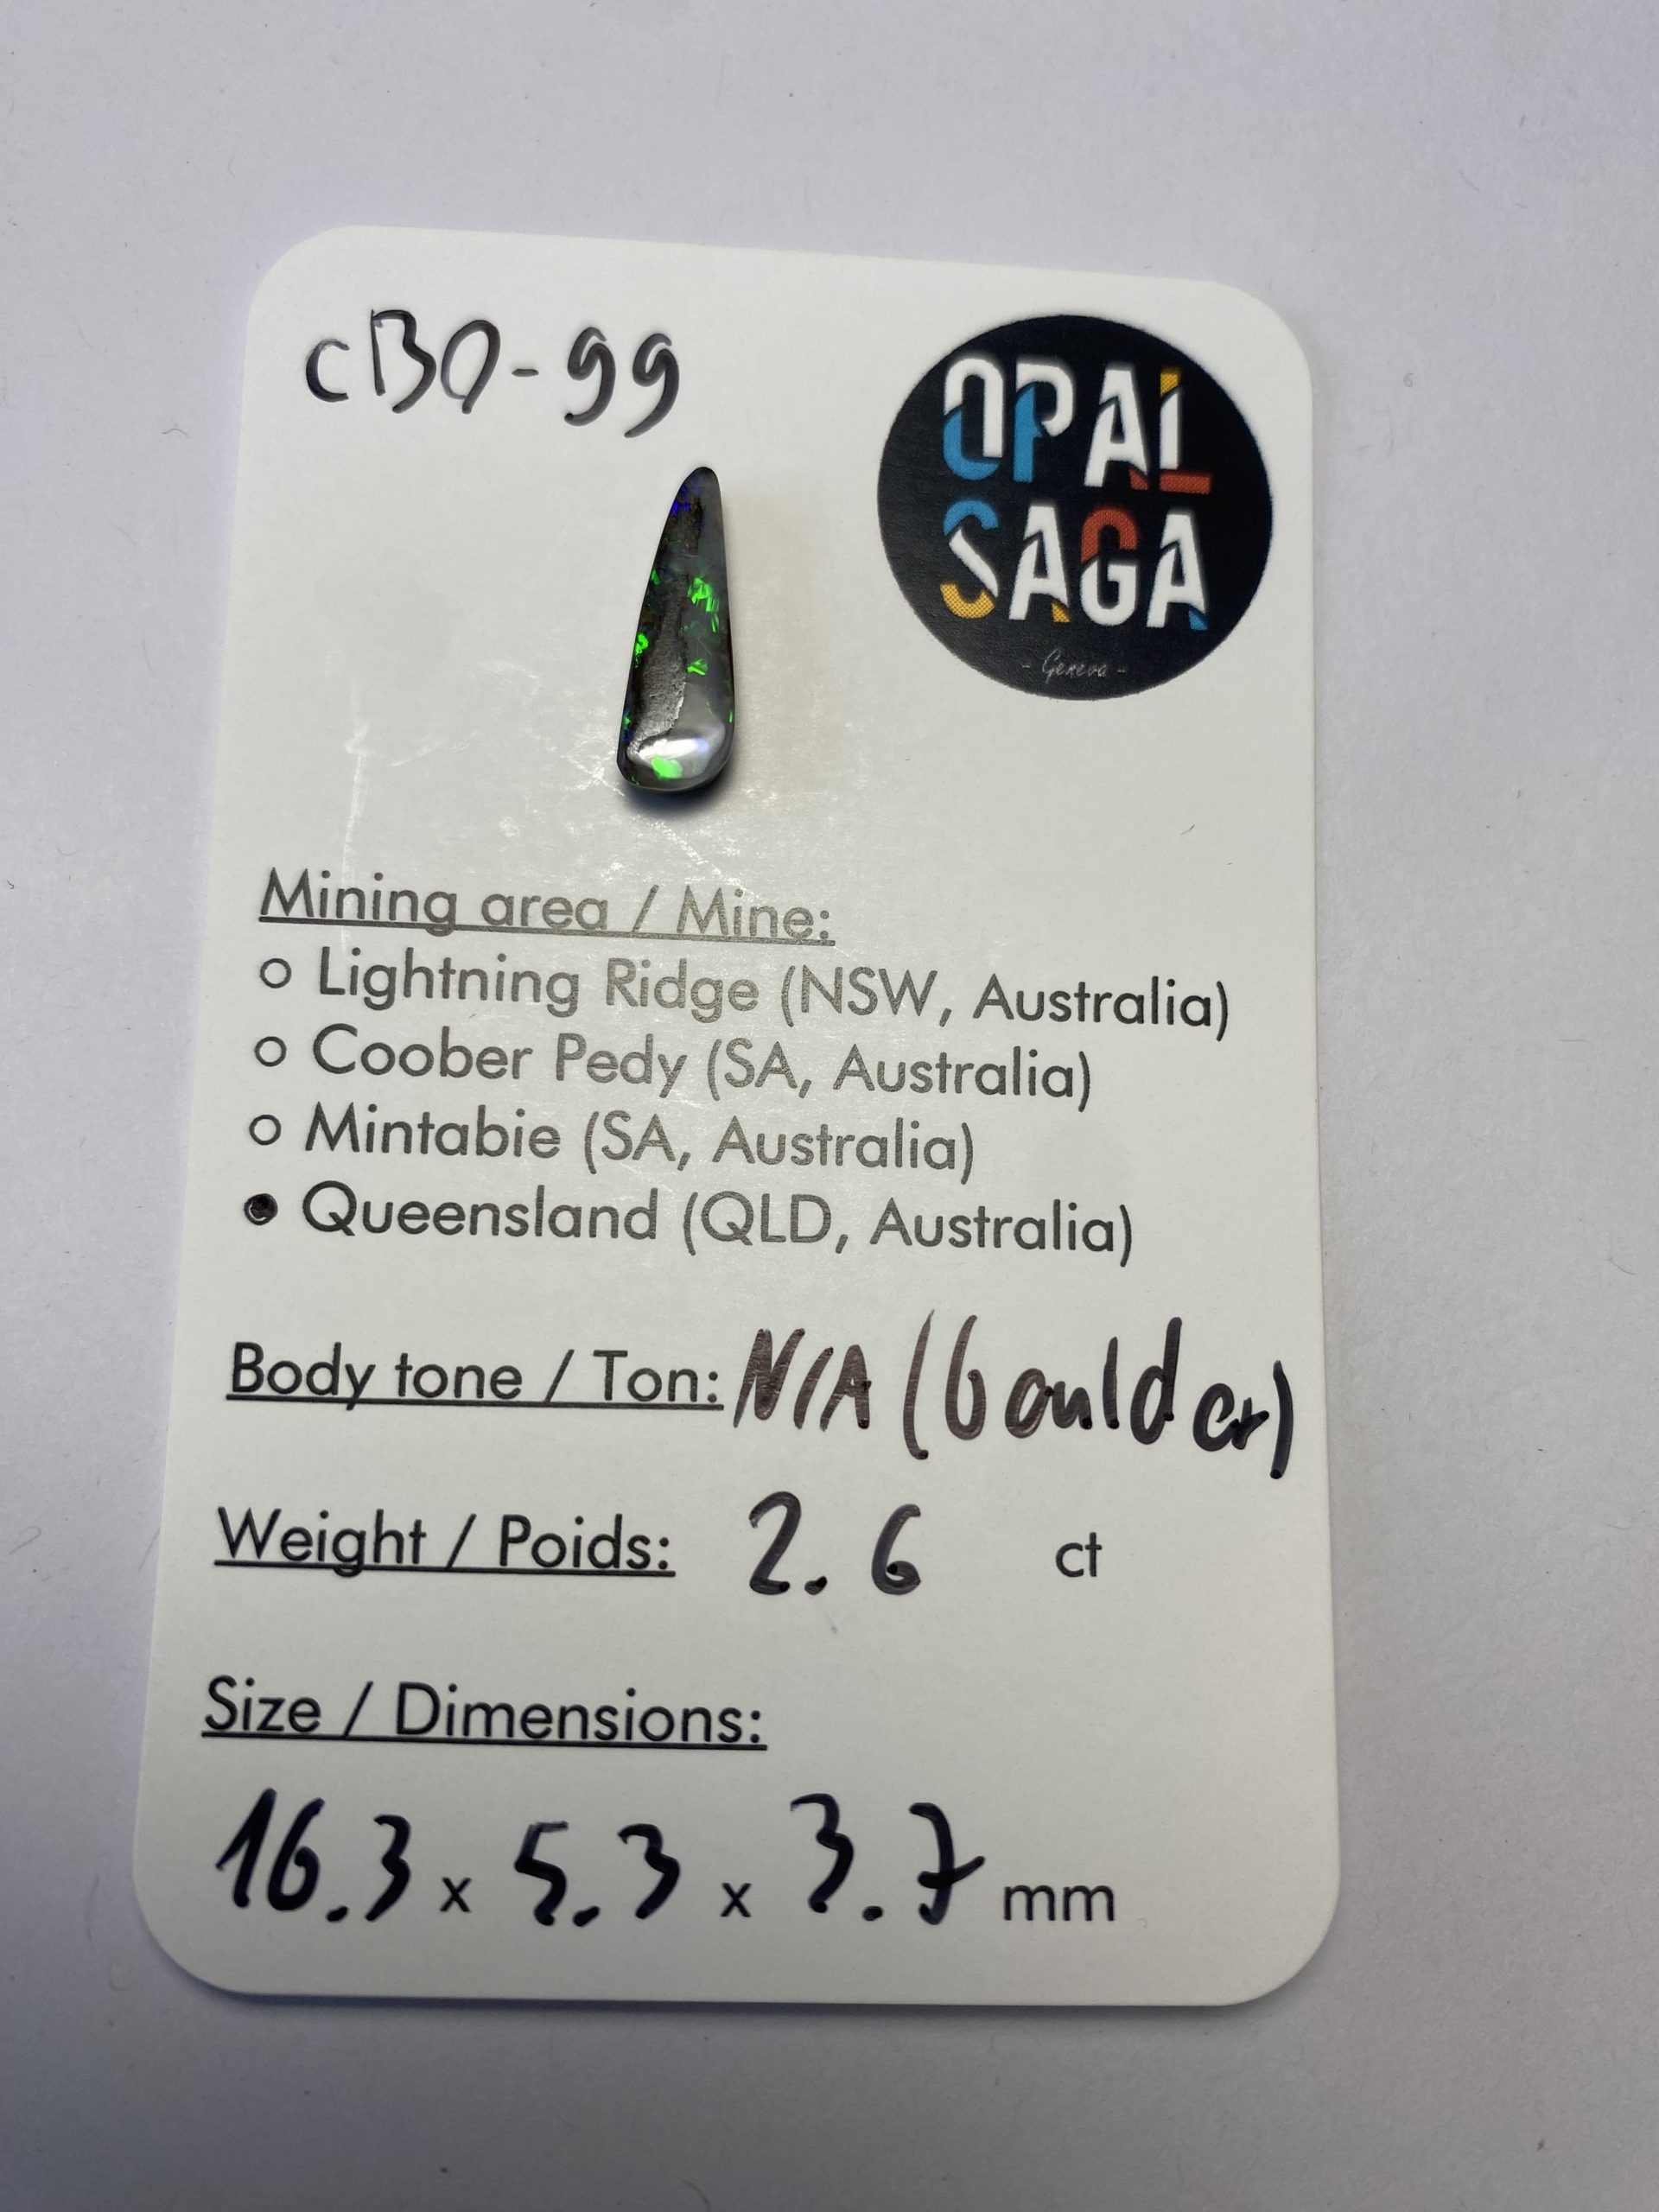 cBO-99
OPAL
SAGA
- Geneva -
Mining area / Mine:
○ Lightning Ridge (NSW, Australia)
○ Coober Pedy (SA, Australia)
○ Mintabie (SA, Australia)
● Queensland (QLD, Australia)
Body tone / Ton: N/A (boulder)
Weight / Poids: 2.6 ct
Size / Dimensions:
16.3 x 5.3 x 3.7 mm